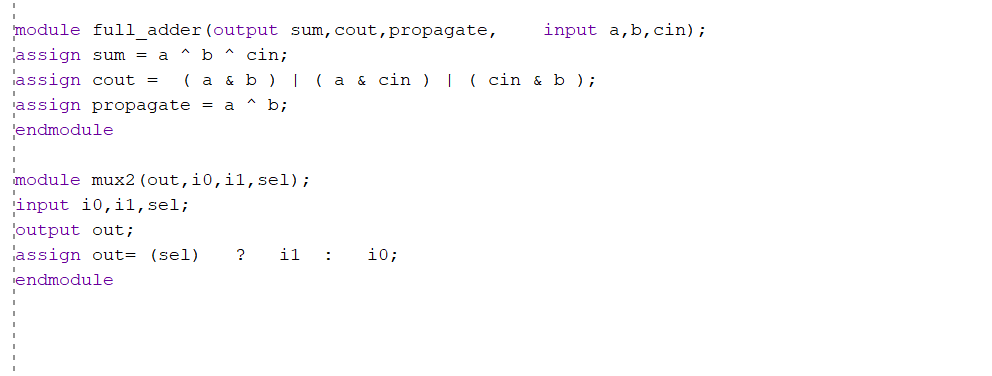 module full_adder(output sum,cout,propagate,    input a,b,cin);
assign sum = a ^ b ^ cin;
assign cout =  ( a & b ) | ( a & cin ) | ( cin & b );
assign propagate = a ^ b;
endmodule

module mux2(out,i0,i1,sel);
input i0,i1,sel;
output out;
assign out= (sel)   ?   i1  :   i0;
endmodule